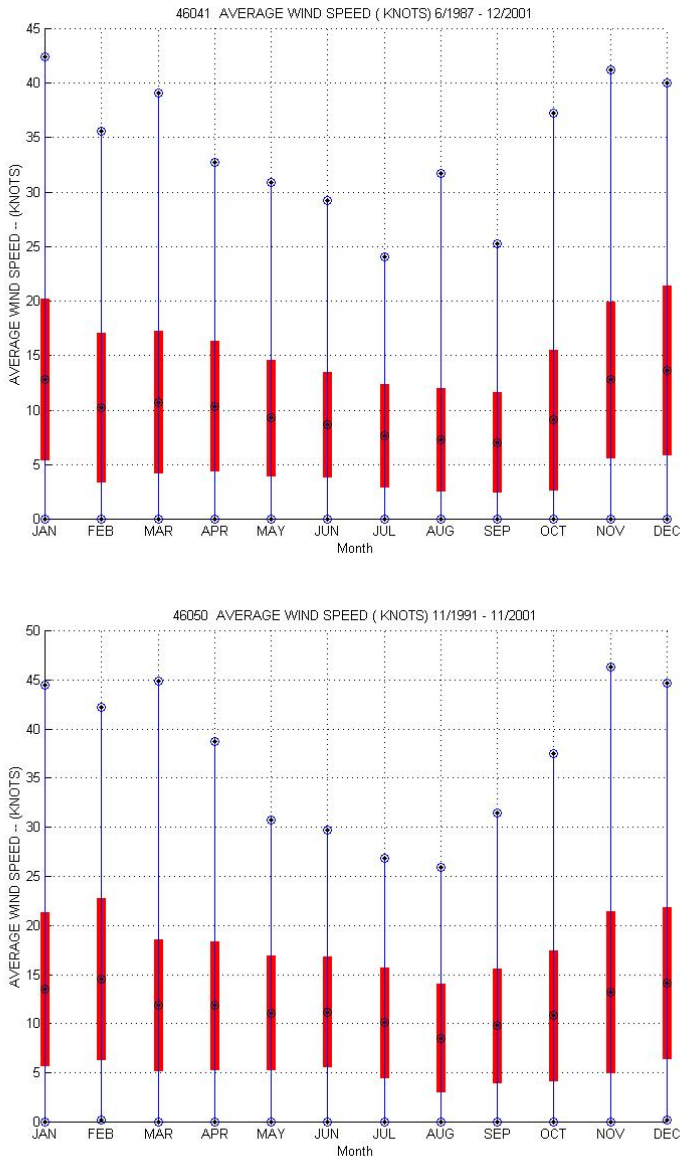 46041 AVERAGE WIND SPEED ( KNOTS) 6/1987 - 12/2001
45
40
35
30
25
20
15
10
5
0
AVERAGE WIND SPEED -- (KNOTS)
JAN FEB MAR APR MAY JUN JUL AUG SEP OCT NOV DEC
Month
46050 AVERAGE WIND SPEED ( KNOTS) 11/1991 - 11/2001
50
45
40
35
30
25
20
15
10
5
0
AVERAGE WIND SPEED -- (KNOTS)
JAN FEB MAR APR MAY JUN JUL AUG SEP OCT NOV DEC
Month